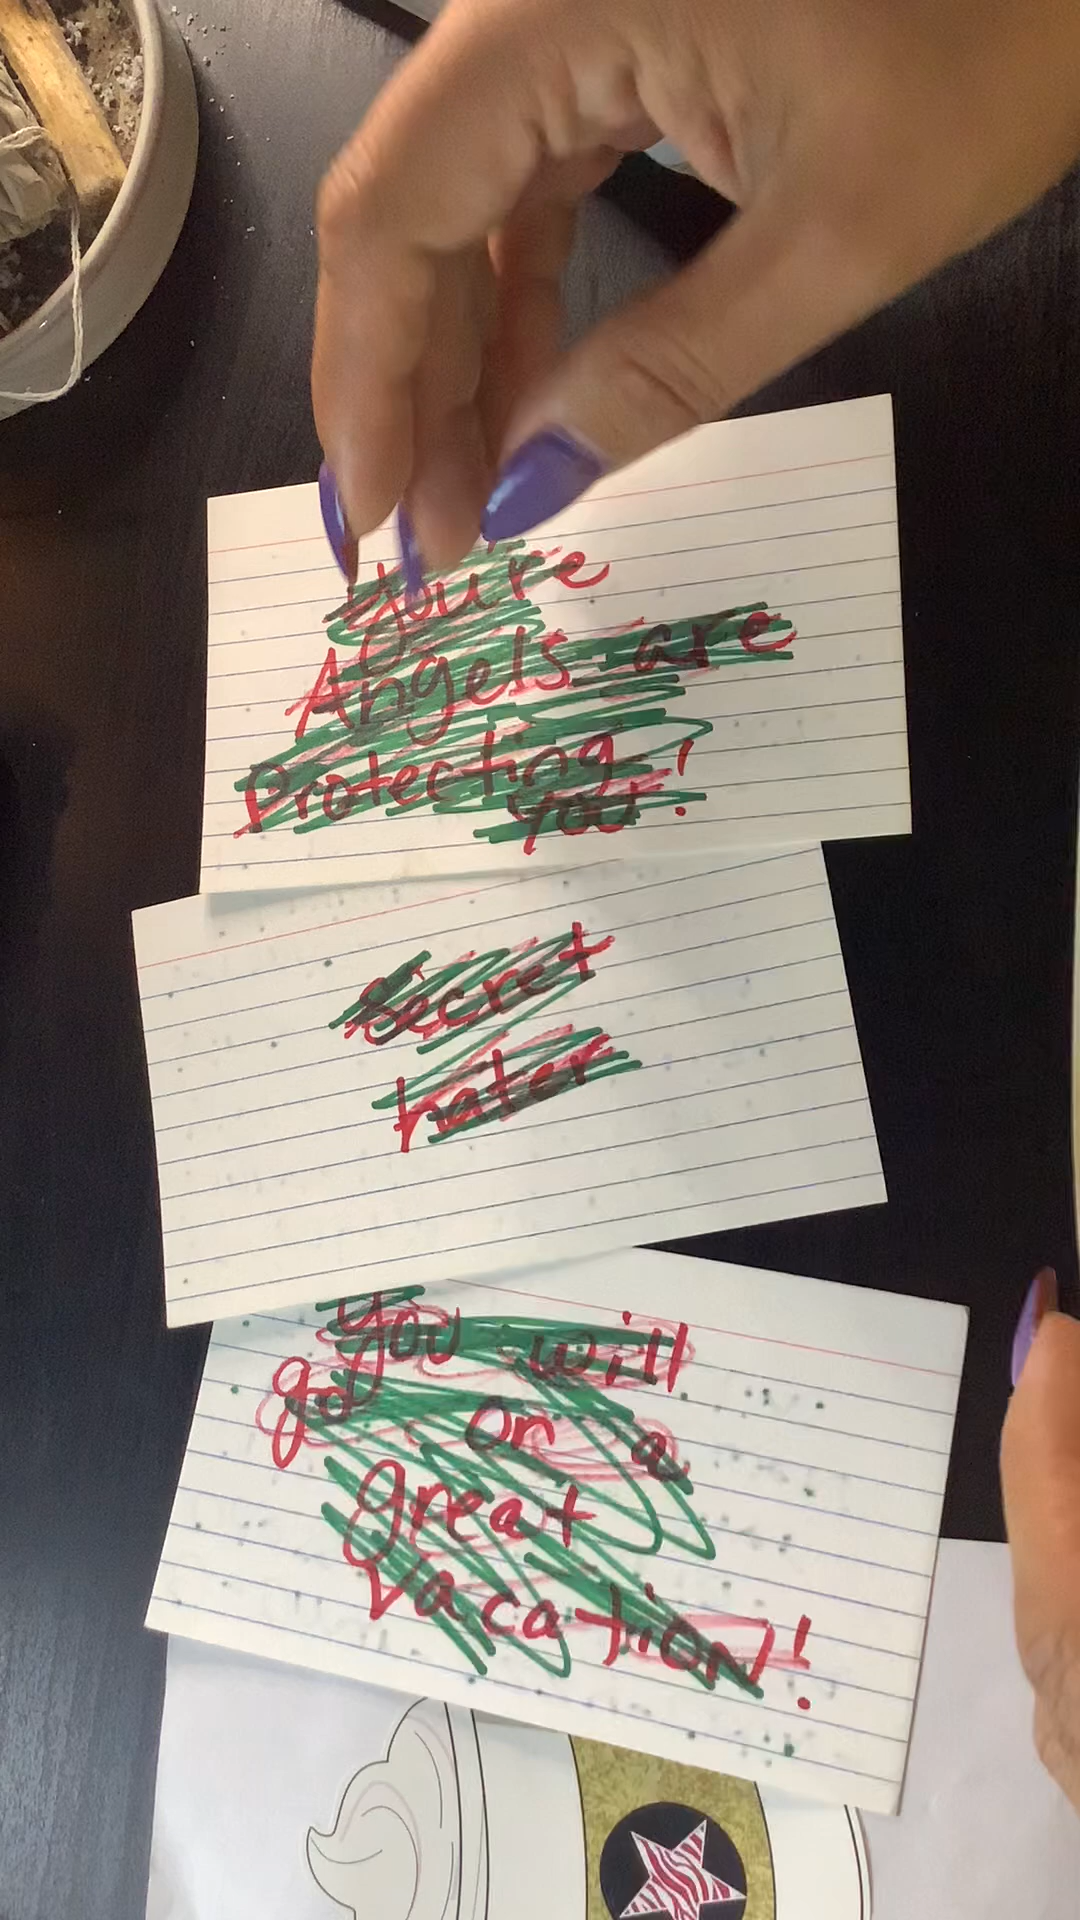 You're
Angels are
Protecting
you!
Secret
hater
you will
go on a
great
vacation!